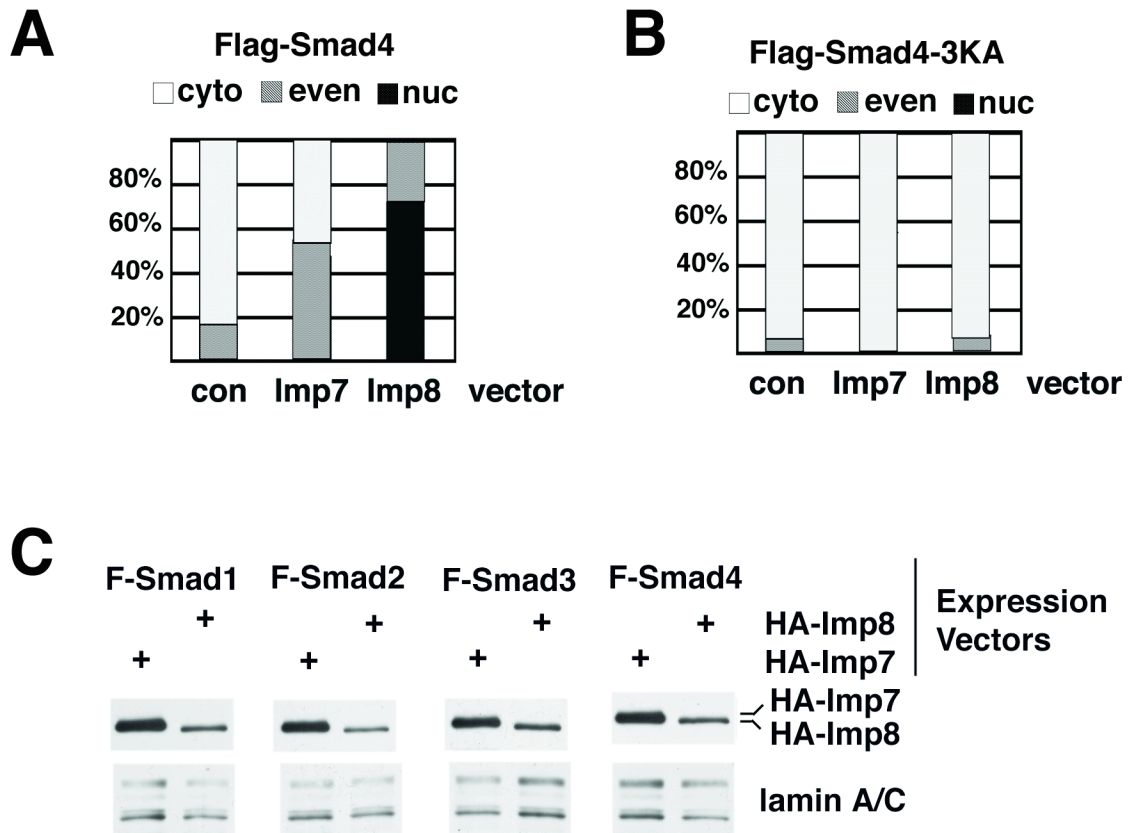 A
Flag-Smad4
cyto even nuc
80%
60%
40%
20%
con Imp7 Imp8 vector
B
Flag-Smad4-3KA
cyto even nuc
80%
60%
40%
20%
con Imp7 Imp8 vector
C
F-Smad1 F-Smad2 F-Smad3 F-Smad4
+ + + + HA-Imp8
+ + + + HA-Imp7
Expression
Vectors
HA-Imp7
HA-Imp8
lamin A/C